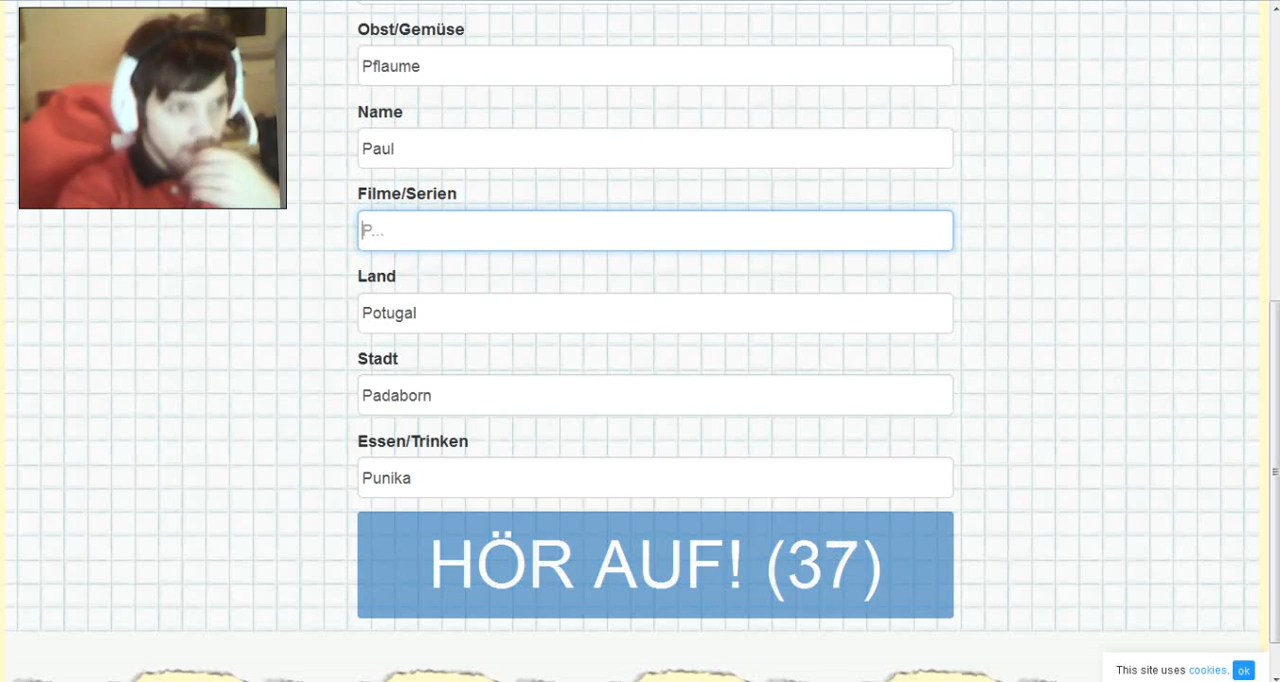 Obst/Gemüse
Pflaume
Name
Paul
Filme/Serien
P...
Land
Potugal
Stadt
Padaborn
Essen/Trinken
Punika
HÖR AUF! (37)
This site uses cookies. ok